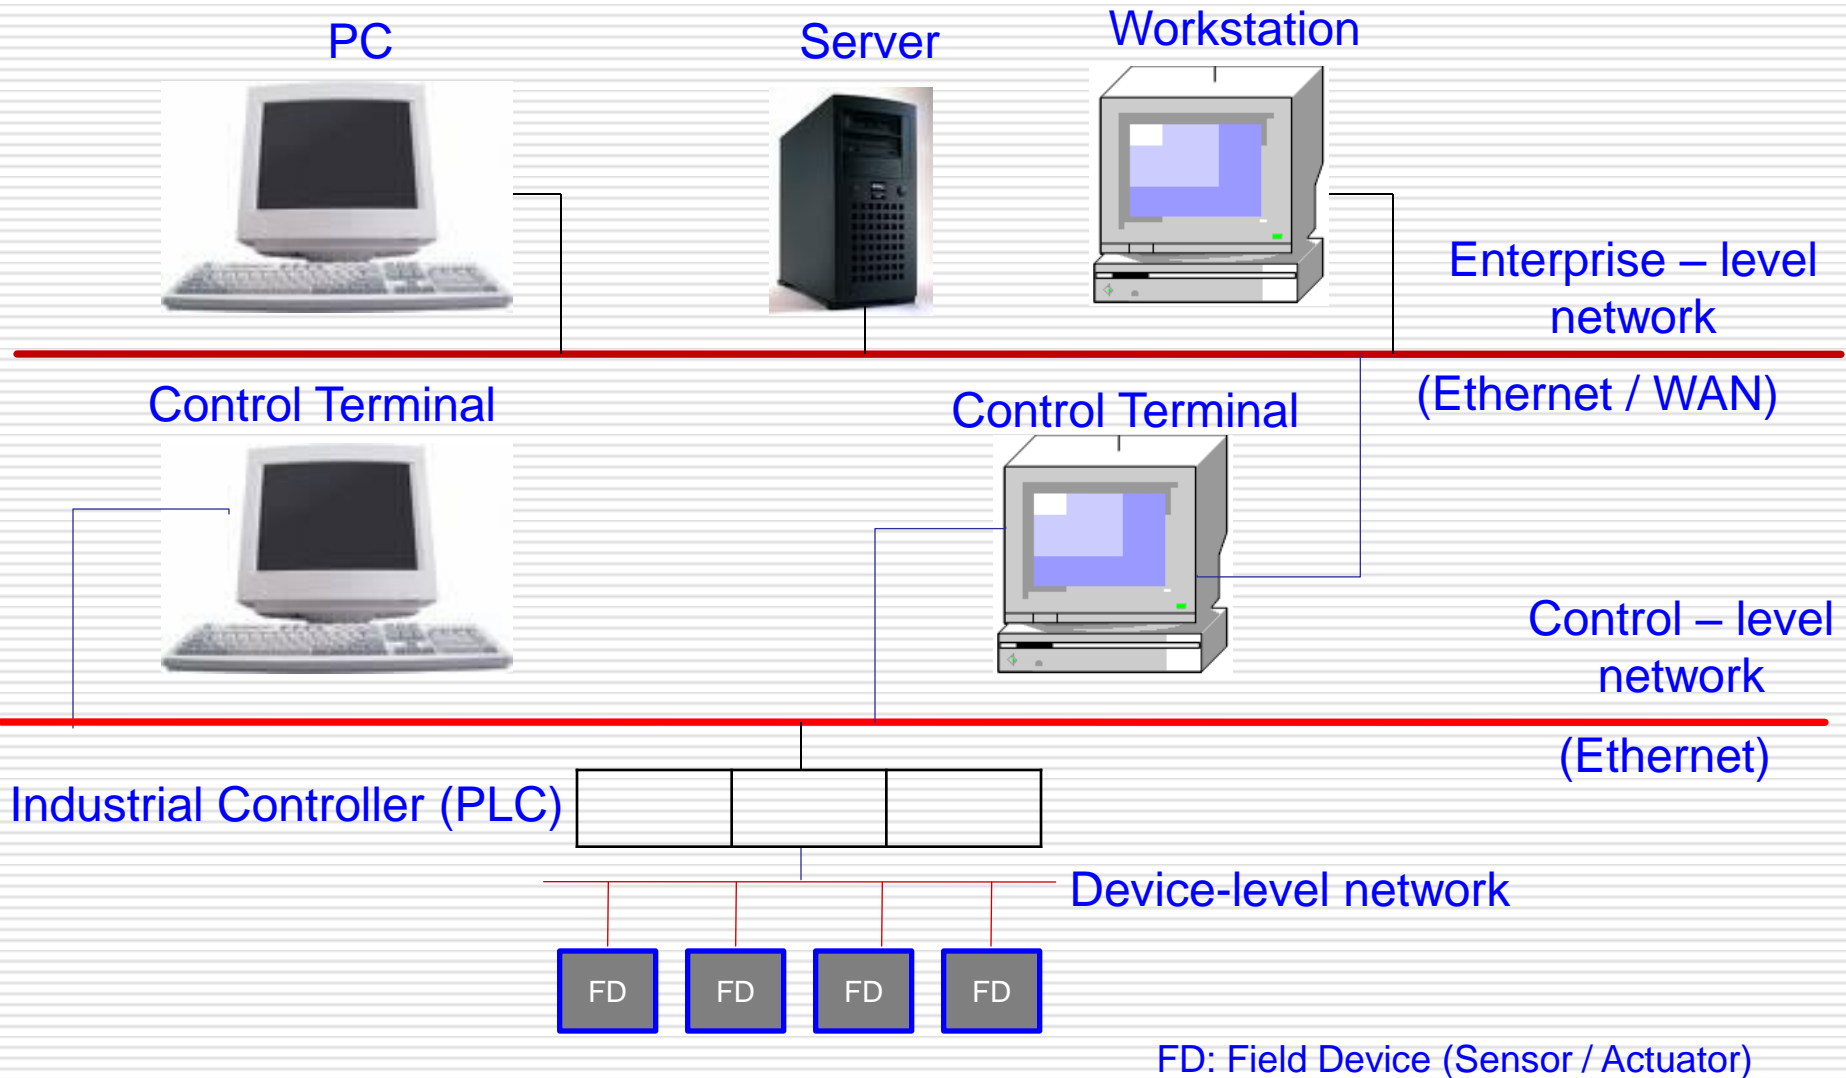 PC
Server
Workstation
Enterprise – level
network
(Ethernet / WAN)
Control Terminal
Control Terminal
Control – level
network
(Ethernet)
Industrial Controller (PLC)
Device-level network
FD
FD
FD
FD
FD: Field Device (Sensor / Actuator)